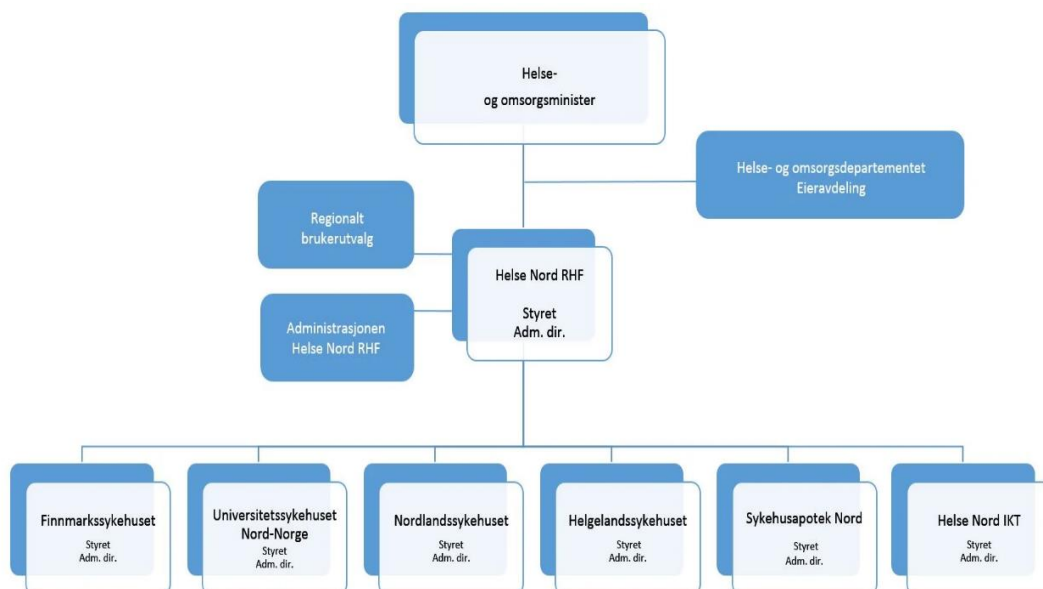 Helse-
og omsorgsminister
Helse- og omsorgsdepartementet
Eieravdeling
Regionalt
brukerutvalg
Helse Nord RHF
Styret
Adm. dir.
Administrasjonen
Helse Nord RHF
Finnmarkssykehuset
Styret
Adm. dir.
Universitetssykehuset
Nord-Norge
Styret
Adm. dir.
Nordlandssykehuset
Styret
Adm. dir.
Helgelandssykehuset
Styret
Adm. dir.
Sykehusapotek Nord
Styret
Adm. dir.
Helse Nord IKT
Styret
Adm. dir.